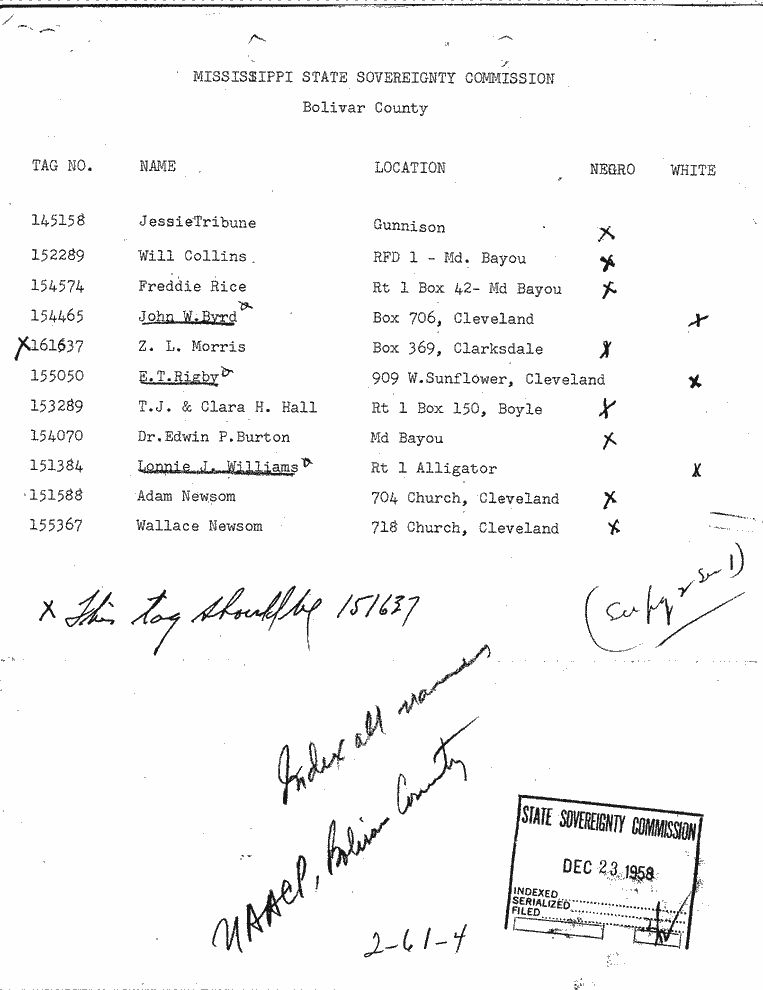 MISSISSIPPI STATE SOVEREIGNTY COMMISSION
Bolivar County
TAG NO. NAME LOCATION NEGRO WHITE
145158 JessieTribune Gunnison X
152289 Will Collins. RFD 1 - Md. Bayou X
154574 Freddie Rice Rt 1 Box 42- Md Bayou X
154465 John W.Byrd Box 706, Cleveland X
X161637 Z. L. Morris Box 369, Clarksdale X
155050 E.T.Rigby 909 W.Sunflower, Cleveland X
153289 T.J. & Clara H. Hall Rt 1 Box 150, Boyle X
154070 Dr.Edwin P.Burton Md Bayou X
151384 Lonnie J. Williams Rt 1 Alligator X
151588 Adam Newsom 704 Church, Cleveland X
155367 Wallace Newsom 718 Church, Cleveland X
X This tag should be 151637
(See pg 2 Ser 1)
Index all names
NAACP, Bolivar County
2-61-4
STATE SOVEREIGNTY COMMISSION
DEC 23 1958
INDEXED
SERIALIZED
FILED